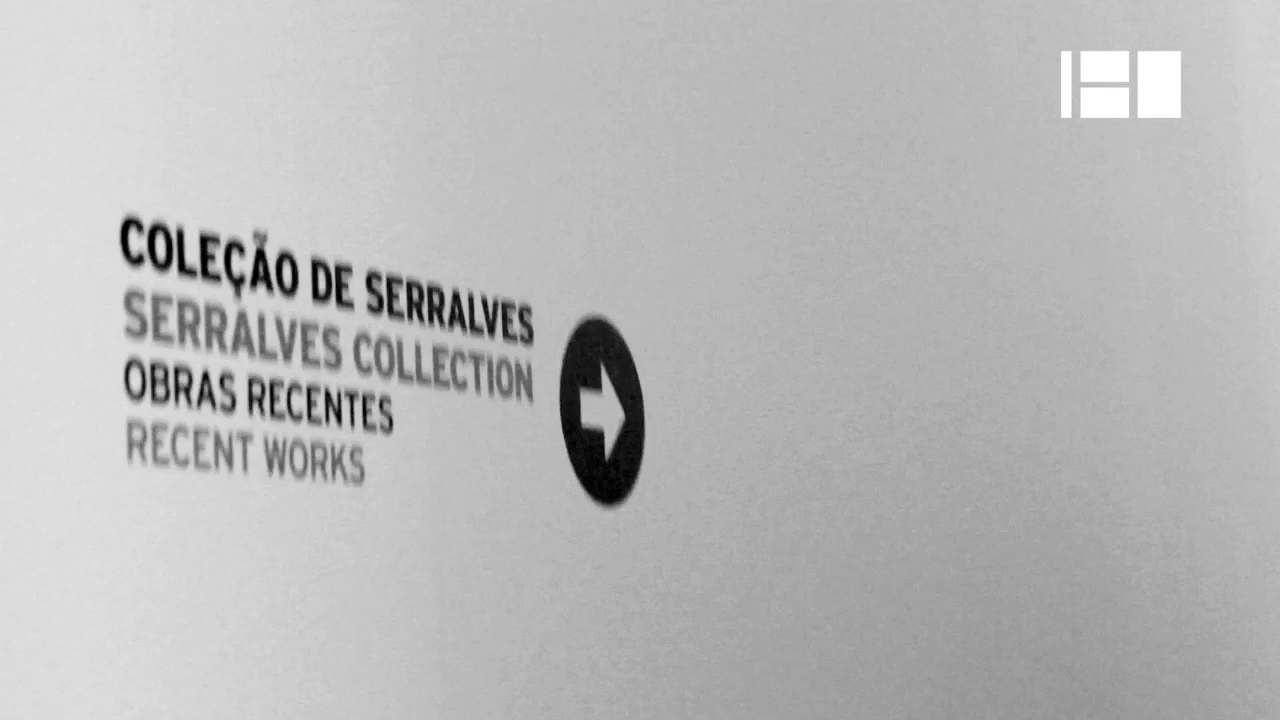 COLEÇÃO DE SERRALVES
SERRALVES COLLECTION
OBRAS RECENTES
RECENT WORKS